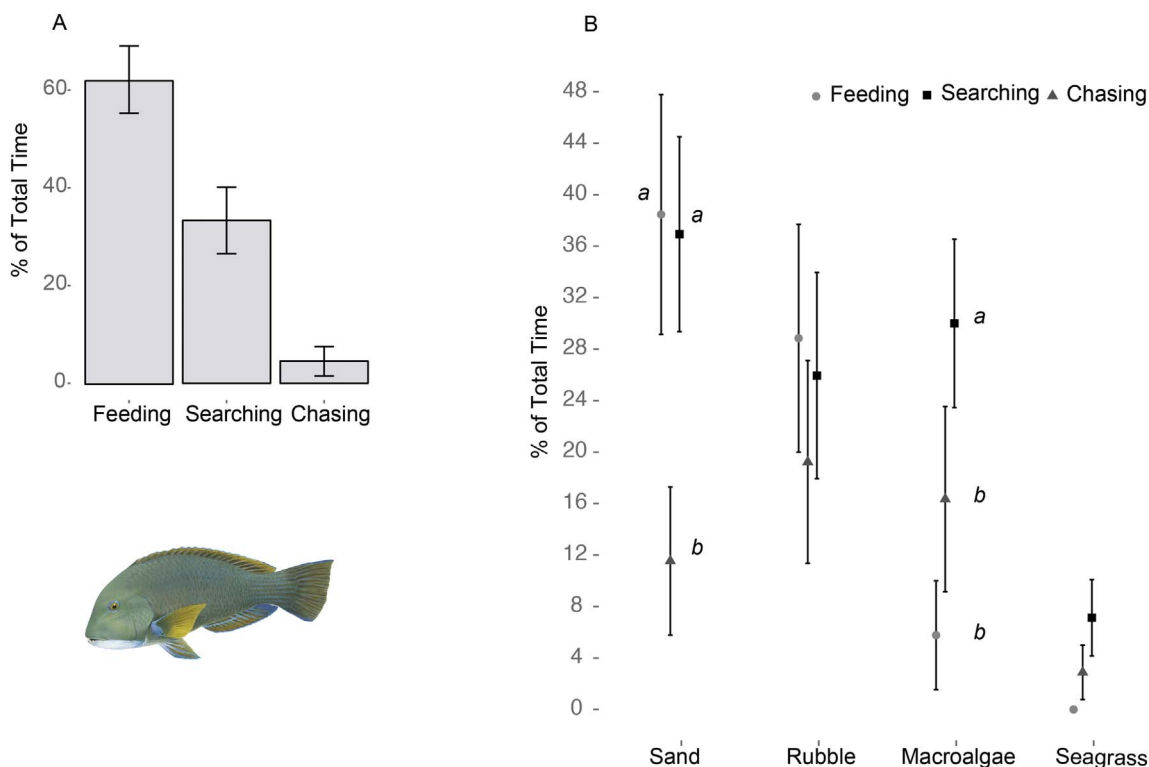 A
% of Total Time
60
40
20
0
Feeding Searching Chasing
B
Feeding Searching Chasing
% of Total Time
48
44
40
36
32
28
24
20
16
12
8
4
0
a
a
b
a
b
b
Sand Rubble Macroalgae Seagrass